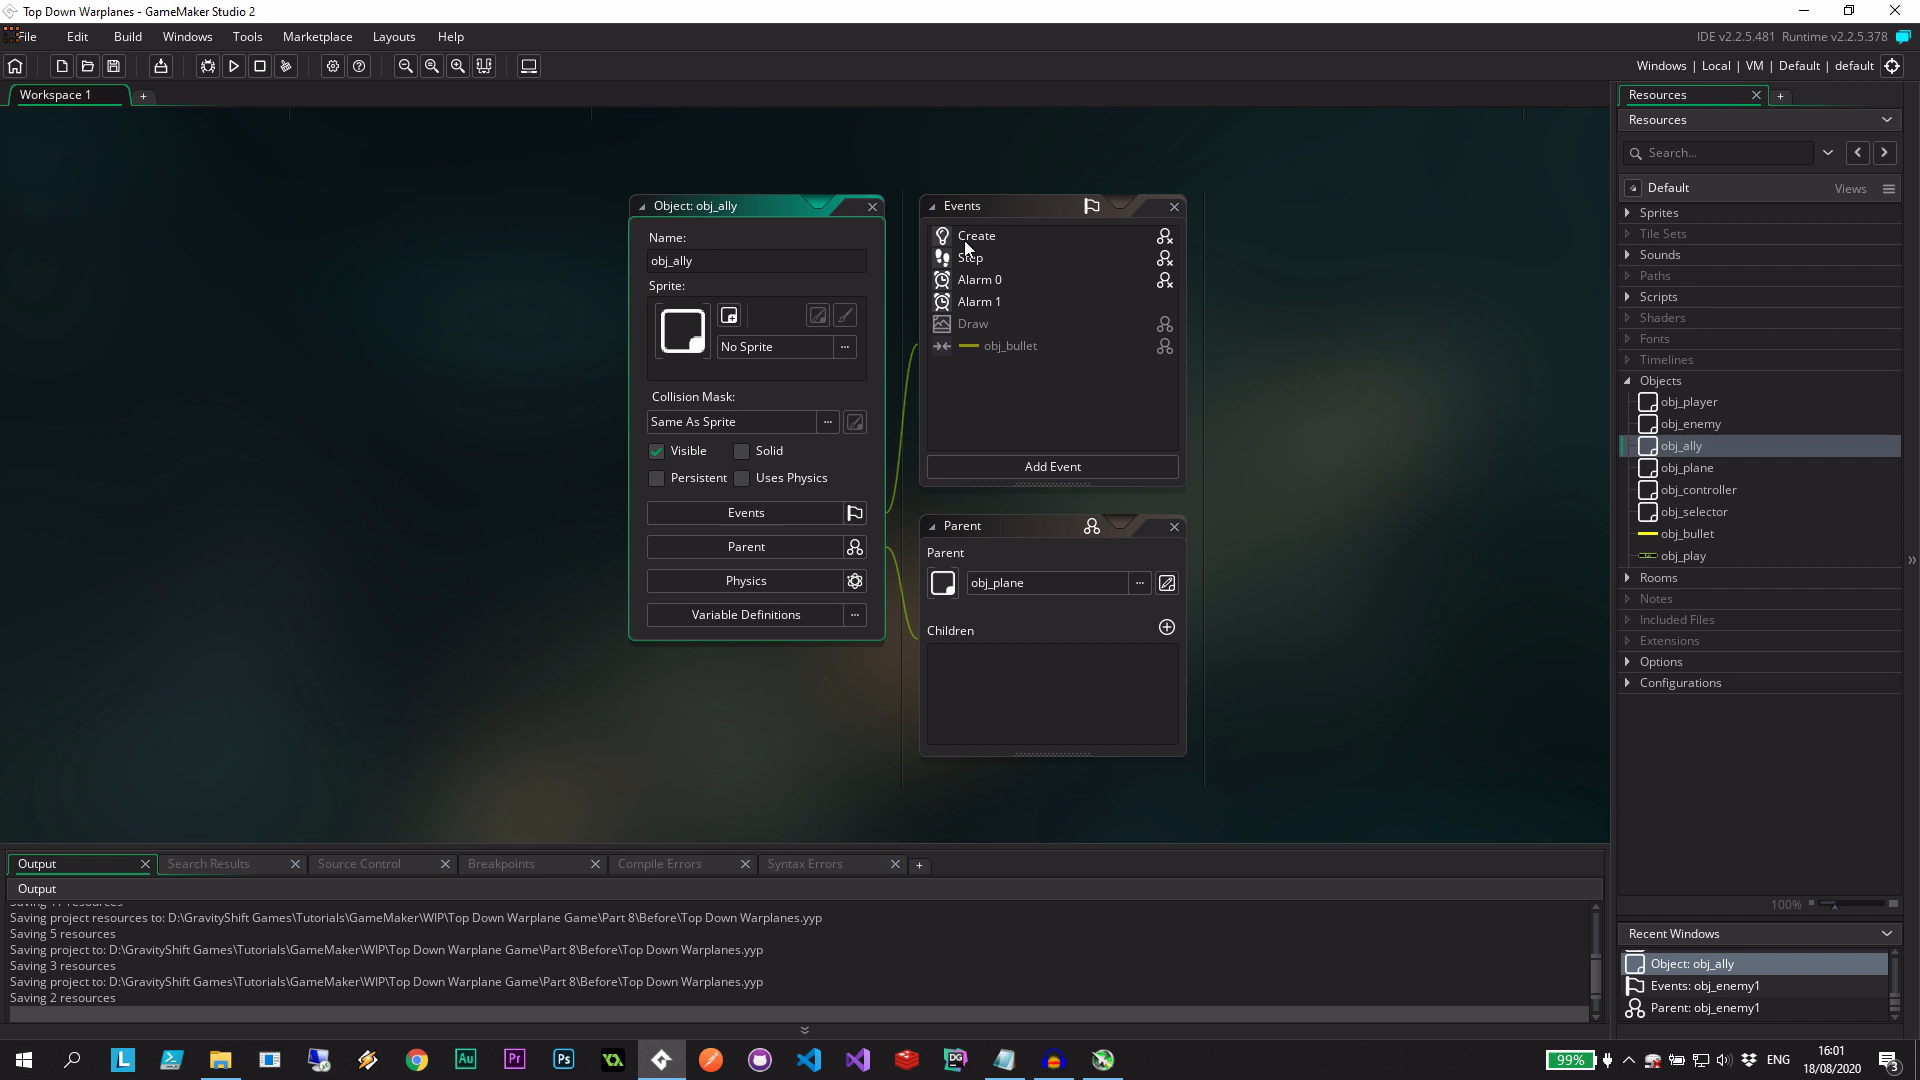 Top Down Warplanes - GameMaker Studio 2
File Edit Build Windows Tools Marketplace Layouts Help
IDE v2.2.5.481 Runtime v2.2.5.378
Windows | Local | VM | Default | default
Workspace 1
Object: obj_ally
Name:
obj_ally
Sprite:
No Sprite
Collision Mask:
Same As Sprite
Visible Solid
Persistent Uses Physics
Events
Parent
Physics
Variable Definitions
Events
Create
Step
Alarm 0
Alarm 1
Draw
obj_bullet
Add Event
Parent
Parent
obj_plane
Children
Resources
Resources
Search...
Default Views
Sprites
Tile Sets
Sounds
Paths
Scripts
Shaders
Fonts
Timelines
Objects
obj_player
obj_enemy
obj_ally
obj_plane
obj_controller
obj_selector
obj_bullet
obj_play
Rooms
Notes
Included Files
Extensions
Options
Configurations
100%
Recent Windows
Object: obj_ally
Events: obj_enemy1
Parent: obj_enemy1
Output Search Results Source Control Breakpoints Compile Errors Syntax Errors
Output
Saving 17 resources
Saving project resources to: D:\GravityShift Games\Tutorials\GameMaker\WIP\Top Down Warplane Game\Part 8\Before\Top Down Warplanes.yyp
Saving 5 resources
Saving project to: D:\GravityShift Games\Tutorials\GameMaker\WIP\Top Down Warplane Game\Part 8\Before\Top Down Warplanes.yyp
Saving 3 resources
Saving project to: D:\GravityShift Games\Tutorials\GameMaker\WIP\Top Down Warplane Game\Part 8\Before\Top Down Warplanes.yyp
Saving 2 resources
L Au Pr Ps DG
99% ENG
16:01
18/08/2020
3